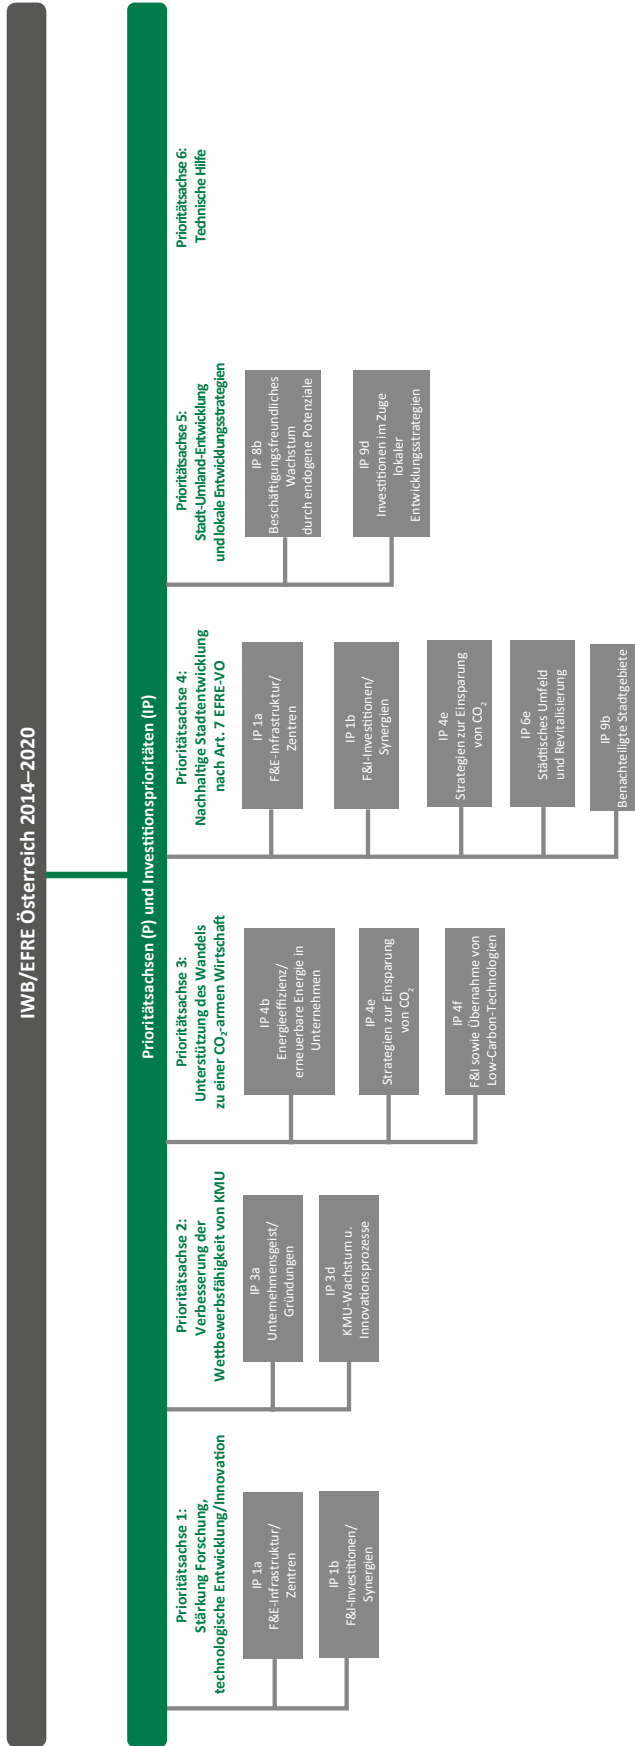 IWB/EFRE Österreich 2014–2020
Prioritätsachsen (P) und Investitionsprioritäten (IP)
Prioritätsachse 1:
Stärkung Forschung,
technologische Entwicklung/Innovation
IP 1a
F&E-Infrastruktur/
Zentren
IP 1b
F&I-Investitionen/
Synergien
Prioritätsachse 2:
Verbesserung der
Wettbewerbsfähigkeit von KMU
IP 3a
Unternehmensgeist/
Gründungen
IP 3d
KMU-Wachstum u.
Innovationsprozesse
Prioritätsachse 3:
Unterstützung des Wandels
zu einer CO₂-armen Wirtschaft
IP 4b
Energieeffizienz/
erneuerbare Energie in
Unternehmen
IP 4e
Strategien zur Einsparung
von CO₂
IP 4f
F&I sowie Übernahme von
Low-Carbon-Technologien
Prioritätsachse 4:
Nachhaltige Stadtentwicklung
nach Art. 7 EFRE-VO
IP 1a
F&E-Infrastruktur/
Zentren
IP 1b
F&I-Investitionen/
Synergien
IP 4e
Strategien zur Einsparung
von CO₂
IP 6e
Städtisches Umfeld
und Revitalisierung
IP 9b
Benachteiligte Stadtgebiete
Prioritätsachse 5:
Stadt-Umland-Entwicklung
und lokale Entwicklungsstrategien
IP 8b
Beschäftigungsfreundliches
Wachstum
durch endogene Potenziale
IP 9d
Investitionen im Zuge
lokaler
Entwicklungsstrategien
Prioritätsachse 6:
Technische Hilfe